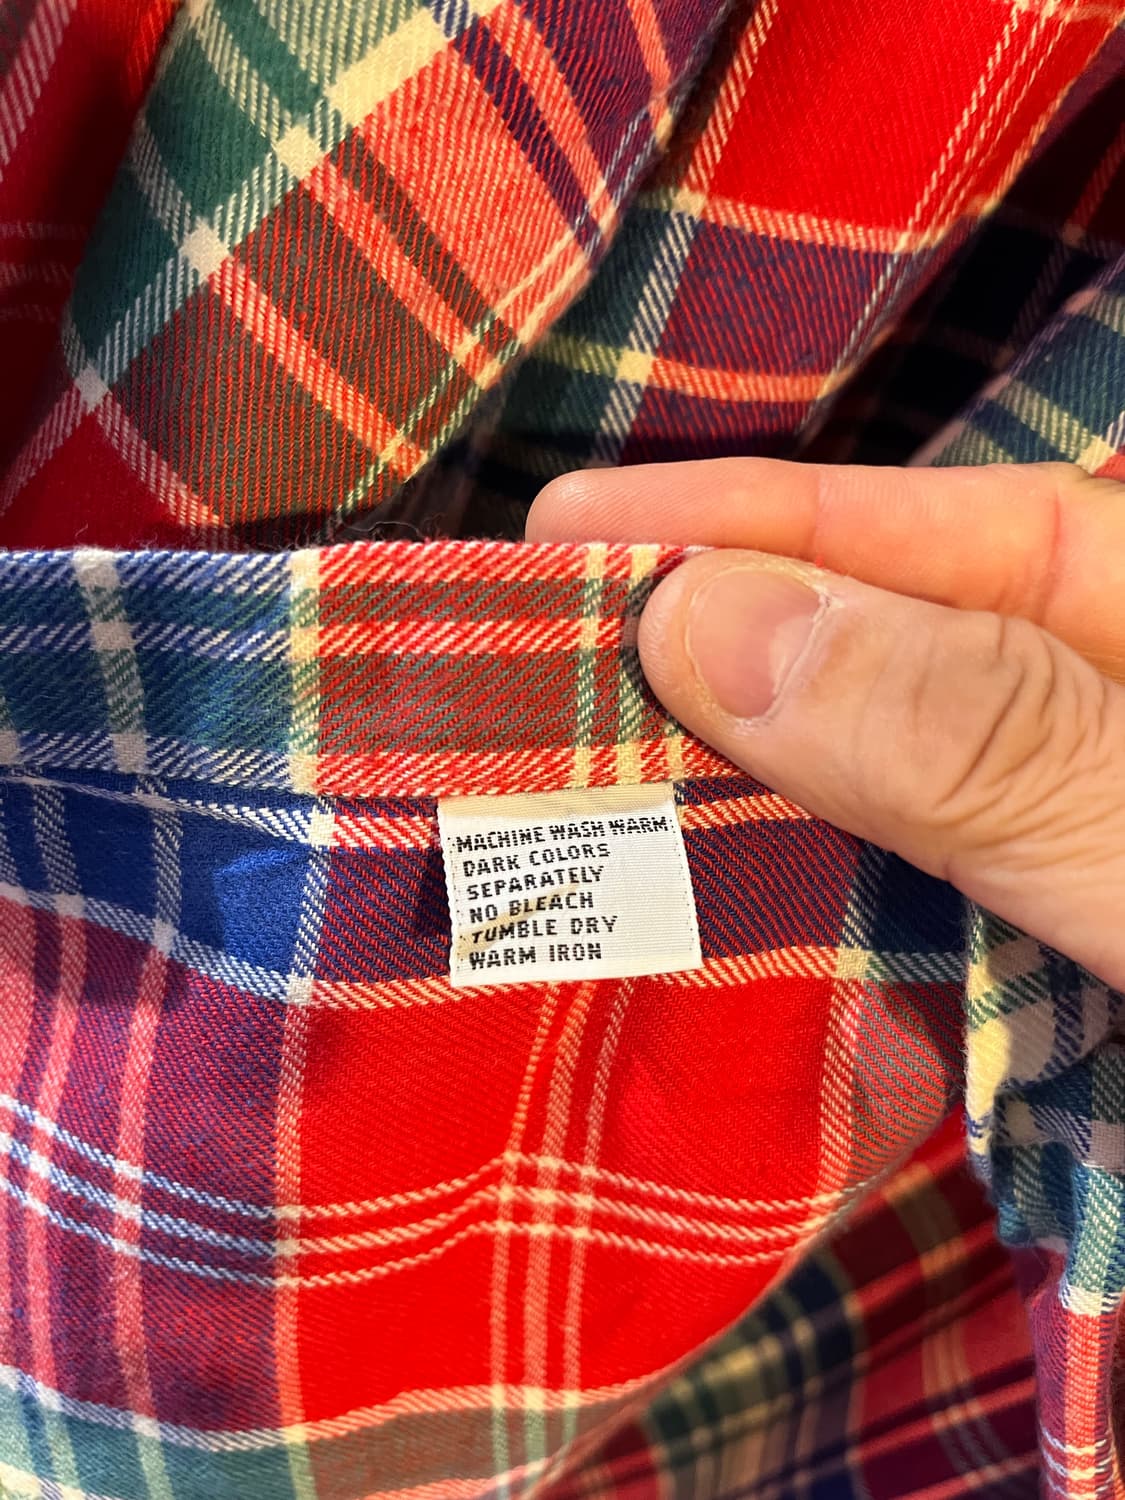 MACHINE WASH WARM
DARK COLORS
SEPARATELY
NO BLEACH
TUMBLE DRY
WARM IRON